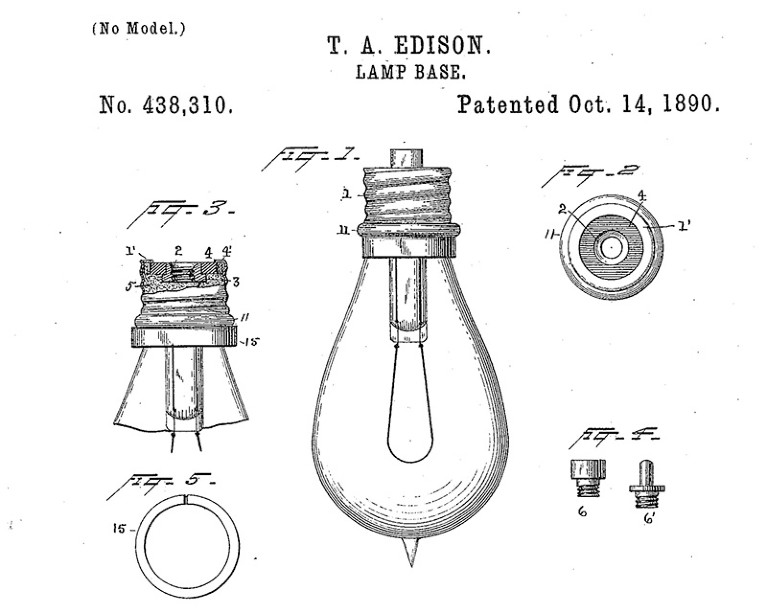 (No Model.)
T. A. EDISON.
LAMP BASE.
No. 438,310.
Patented Oct. 14, 1890.
Fig. 1.
1
11
Fig. 2
2
4
11
1'
Fig. 3.
1'
2
4
4'
5
3
11
15
Fig. 4.
6
6'
Fig. 5.
15